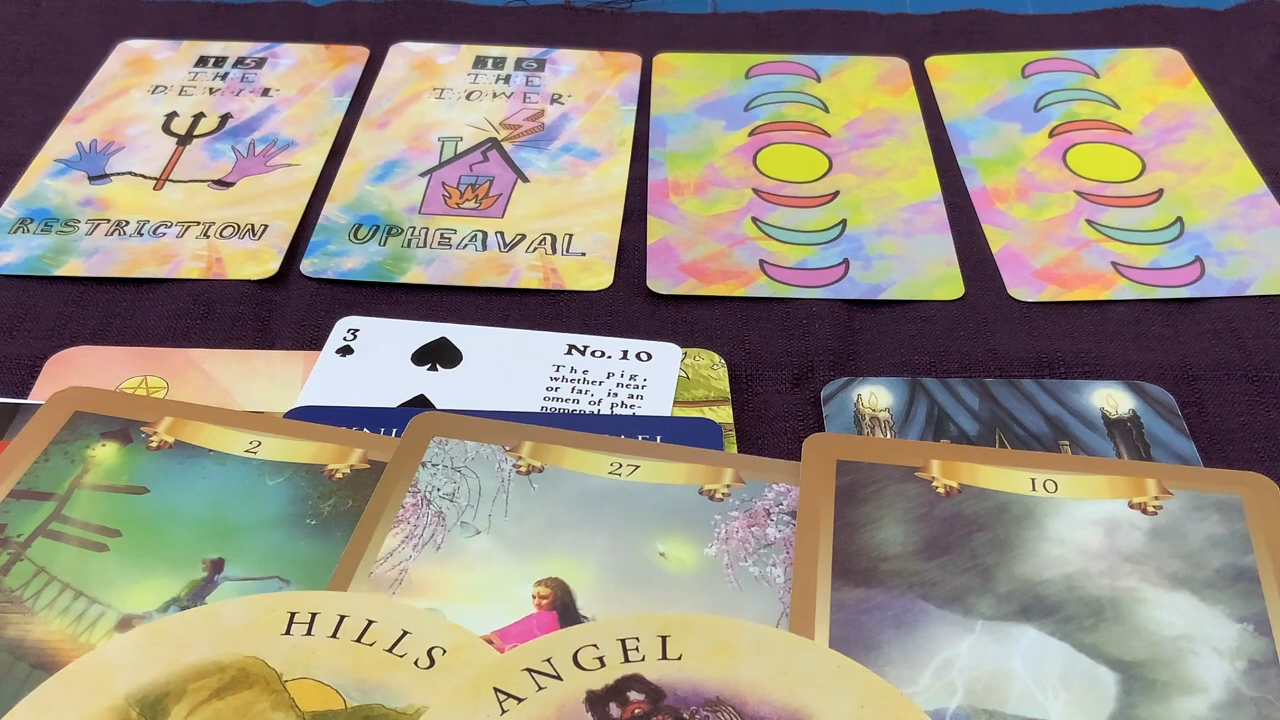 15
THE
DEVIL
RESTRICTION
16
THE
TOWER
UPHEAVAL
3
No. 10
The pig,
whether near
or far, is an
omen of phe-
nomenal
2
27
10
HILLS
ANGEL